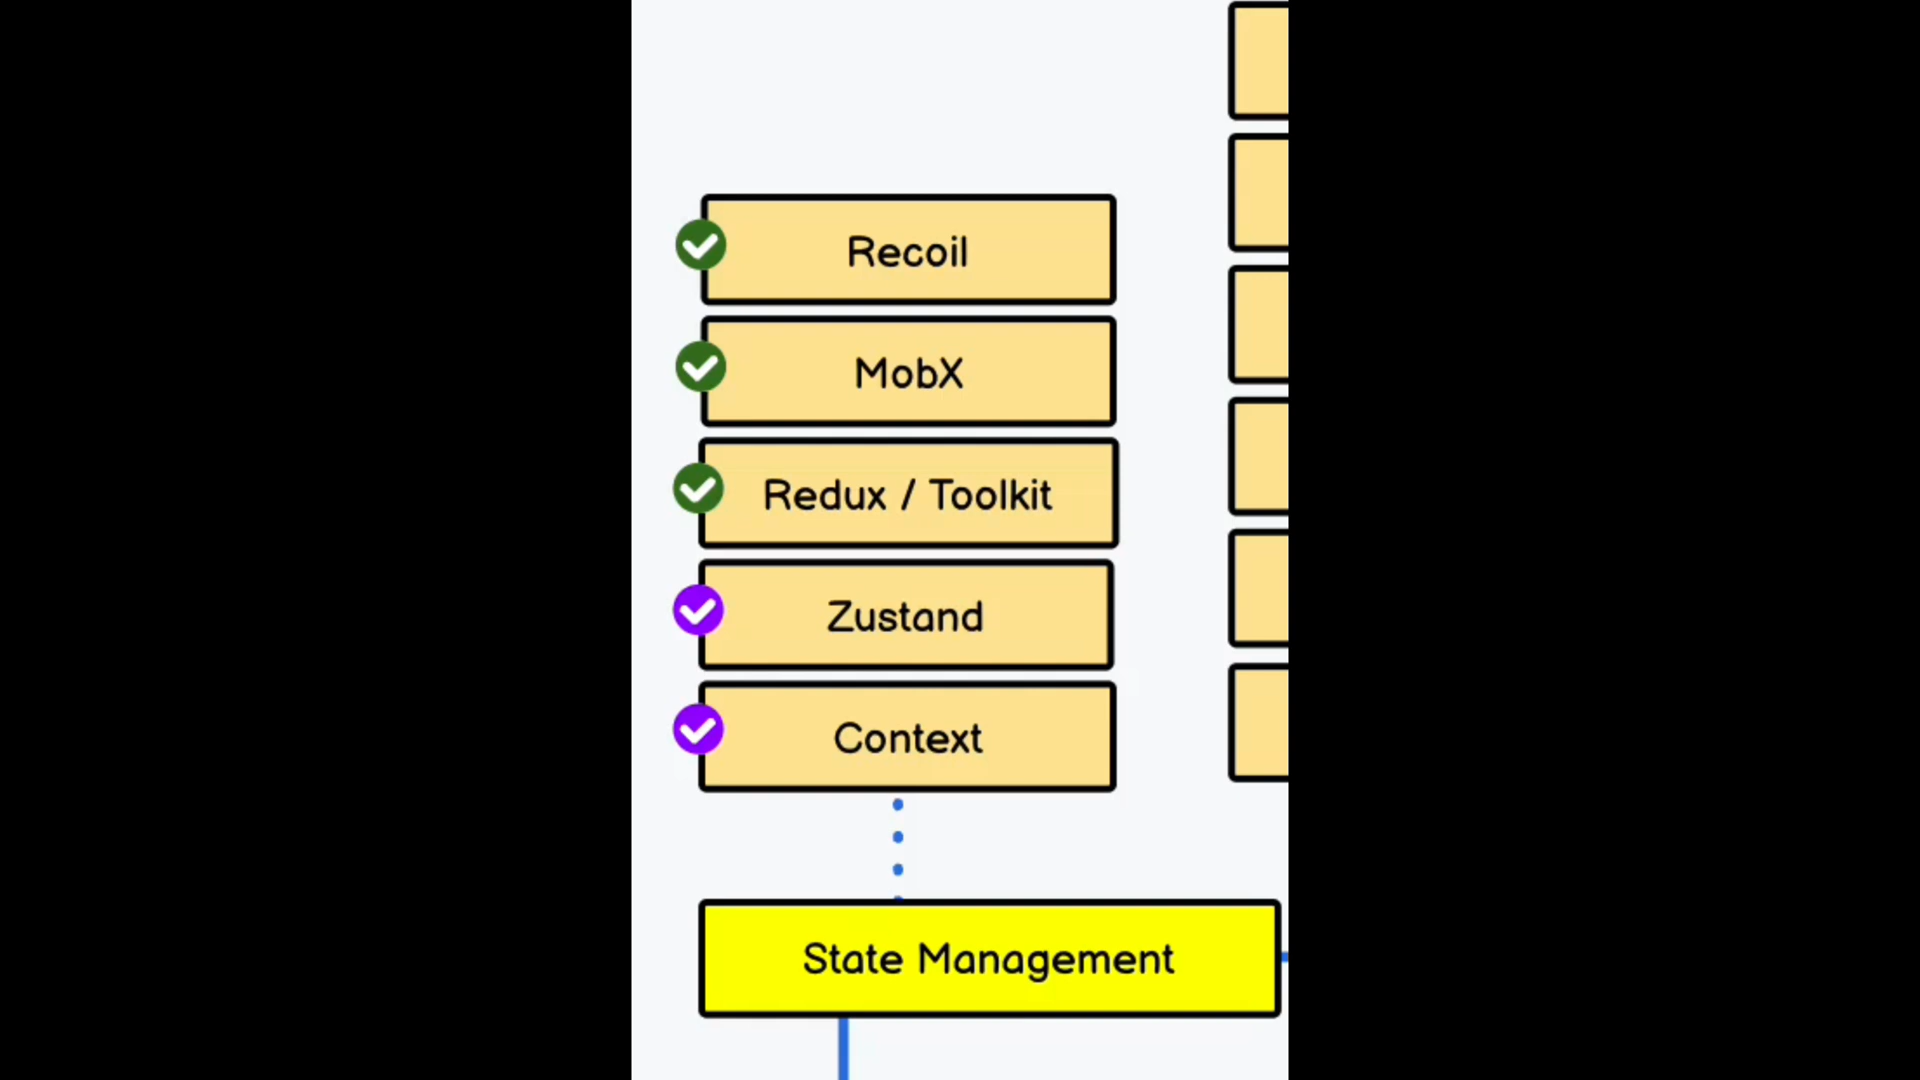 Recoil
MobX
Redux / Toolkit
Zustand
Context
State Management